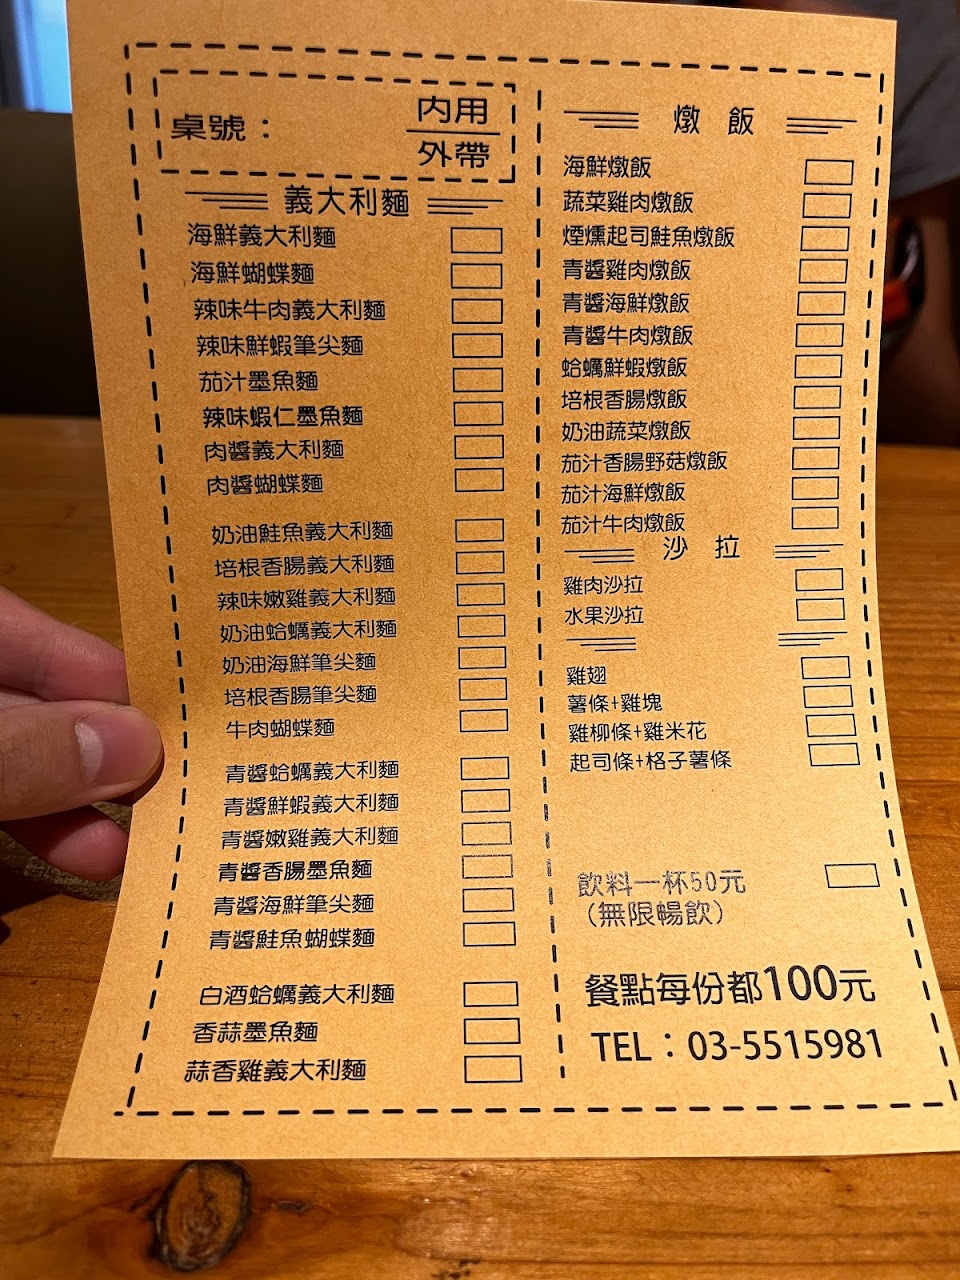 桌號：
內用
外帶
義大利麵
海鮮義大利麵
海鮮蝴蝶麵
辣味牛肉義大利麵
辣味鮮蝦筆尖麵
茄汁墨魚麵
辣味蝦仁墨魚麵
肉醬義大利麵
肉醬蝴蝶麵
奶油鮭魚義大利麵
培根香腸義大利麵
辣味嫩雞義大利麵
奶油蛤蠣義大利麵
奶油海鮮筆尖麵
培根香腸筆尖麵
牛肉蝴蝶麵
青醬蛤蠣義大利麵
青醬鮮蝦義大利麵
青醬嫩雞義大利麵
青醬香腸墨魚麵
青醬海鮮筆尖麵
青醬鮭魚蝴蝶麵
白酒蛤蠣義大利麵
香蒜墨魚麵
蒜香雞義大利麵
燉 飯
海鮮燉飯
蔬菜雞肉燉飯
煙燻起司鮭魚燉飯
青醬雞肉燉飯
青醬海鮮燉飯
青醬牛肉燉飯
蛤蠣鮮蝦燉飯
培根香腸燉飯
奶油蔬菜燉飯
茄汁香腸野菇燉飯
茄汁海鮮燉飯
茄汁牛肉燉飯
沙 拉
雞肉沙拉
水果沙拉
雞翅
薯條+雞塊
雞柳條+雞米花
起司條+格子薯條
飲料一杯50元
(無限暢飲)
餐點每份都100元
TEL：03-5515981